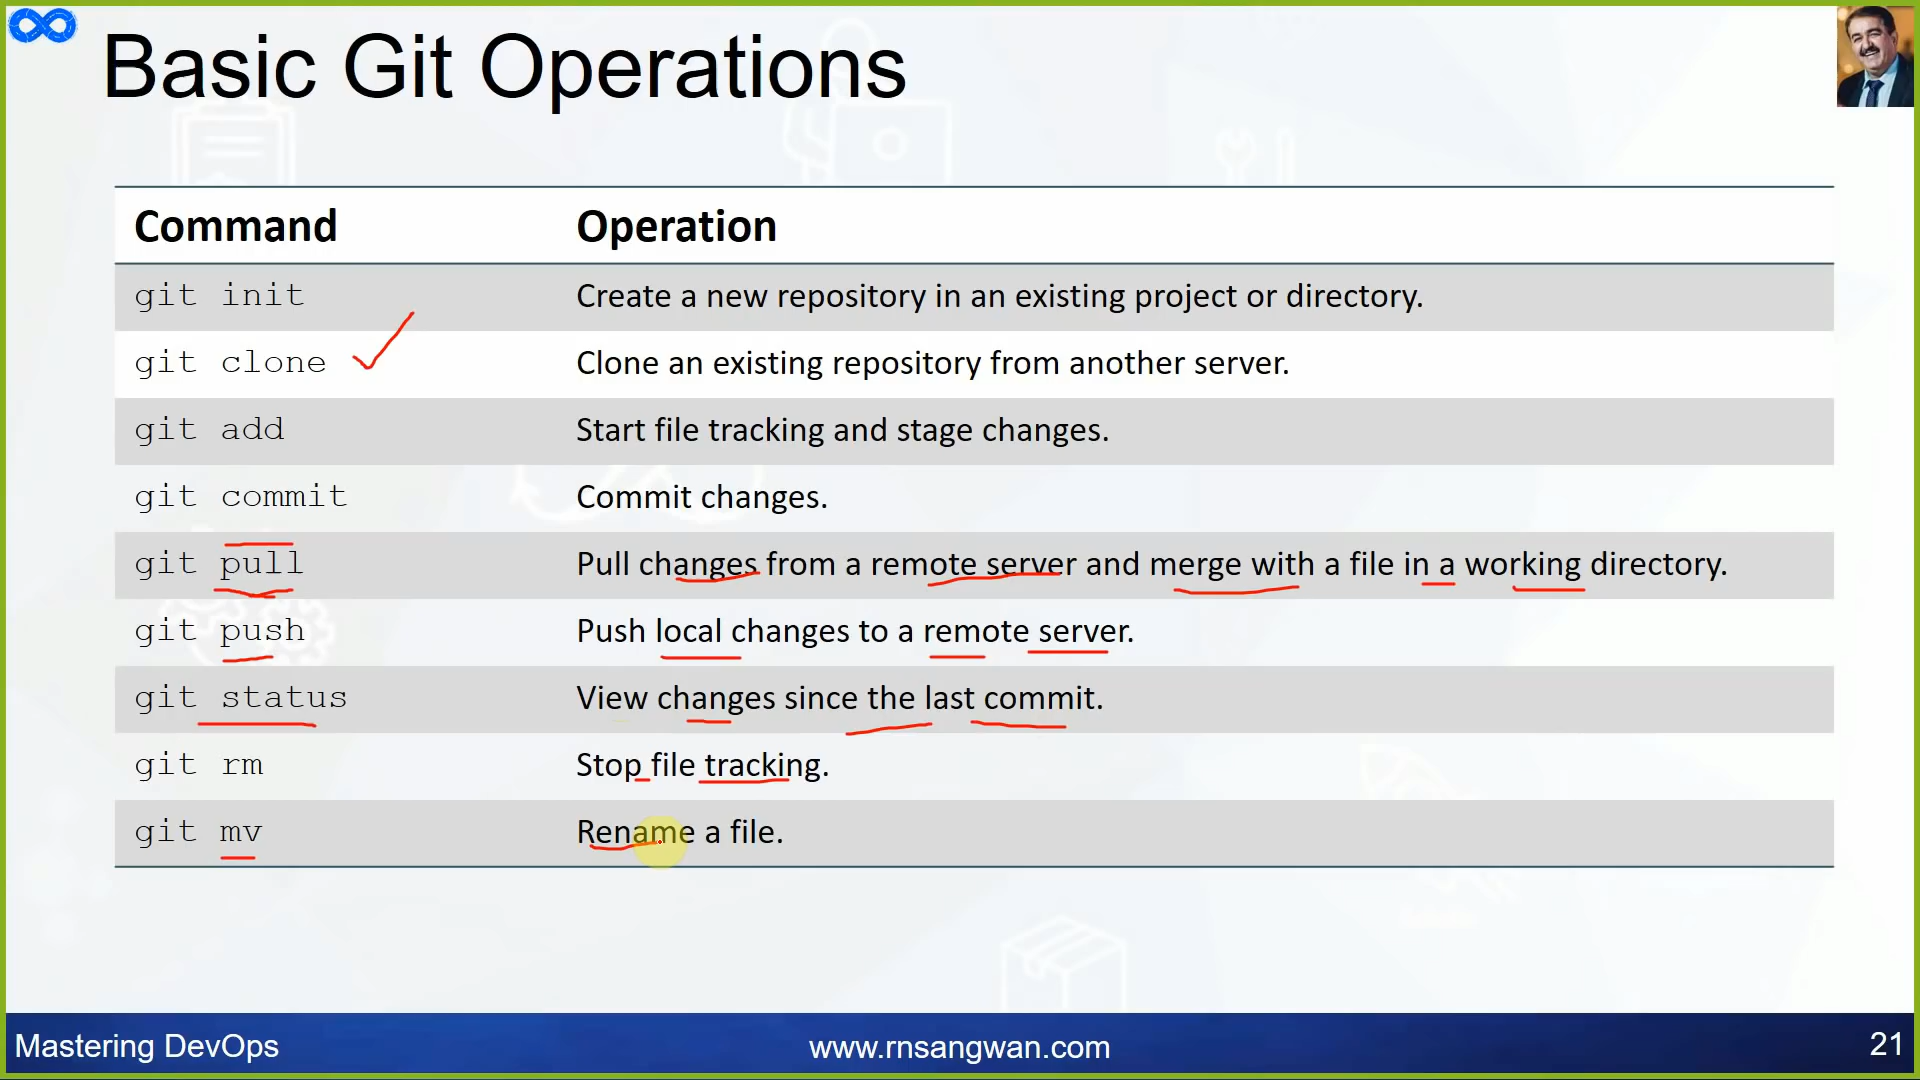 Basic Git Operations
Command Operation
git init Create a new repository in an existing project or directory.
git clone Clone an existing repository from another server.
git add Start file tracking and stage changes.
git commit Commit changes.
git pull Pull changes from a remote server and merge with a file in a working directory.
git push Push local changes to a remote server.
git status View changes since the last commit.
git rm Stop file tracking.
git mv Rename a file.
Mastering DevOps www.rnsangwan.com 21